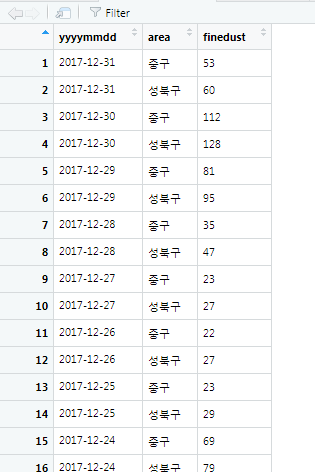 Filter
yyyymmdd area finedust
1 2017-12-31 중구 53
2 2017-12-31 성북구 60
3 2017-12-30 중구 112
4 2017-12-30 성북구 128
5 2017-12-29 중구 81
6 2017-12-29 성북구 95
7 2017-12-28 중구 35
8 2017-12-28 성북구 47
9 2017-12-27 중구 23
10 2017-12-27 성북구 27
11 2017-12-26 중구 22
12 2017-12-26 성북구 27
13 2017-12-25 중구 23
14 2017-12-25 성북구 29
15 2017-12-24 중구 69
16 2017-12-24 성북구 79